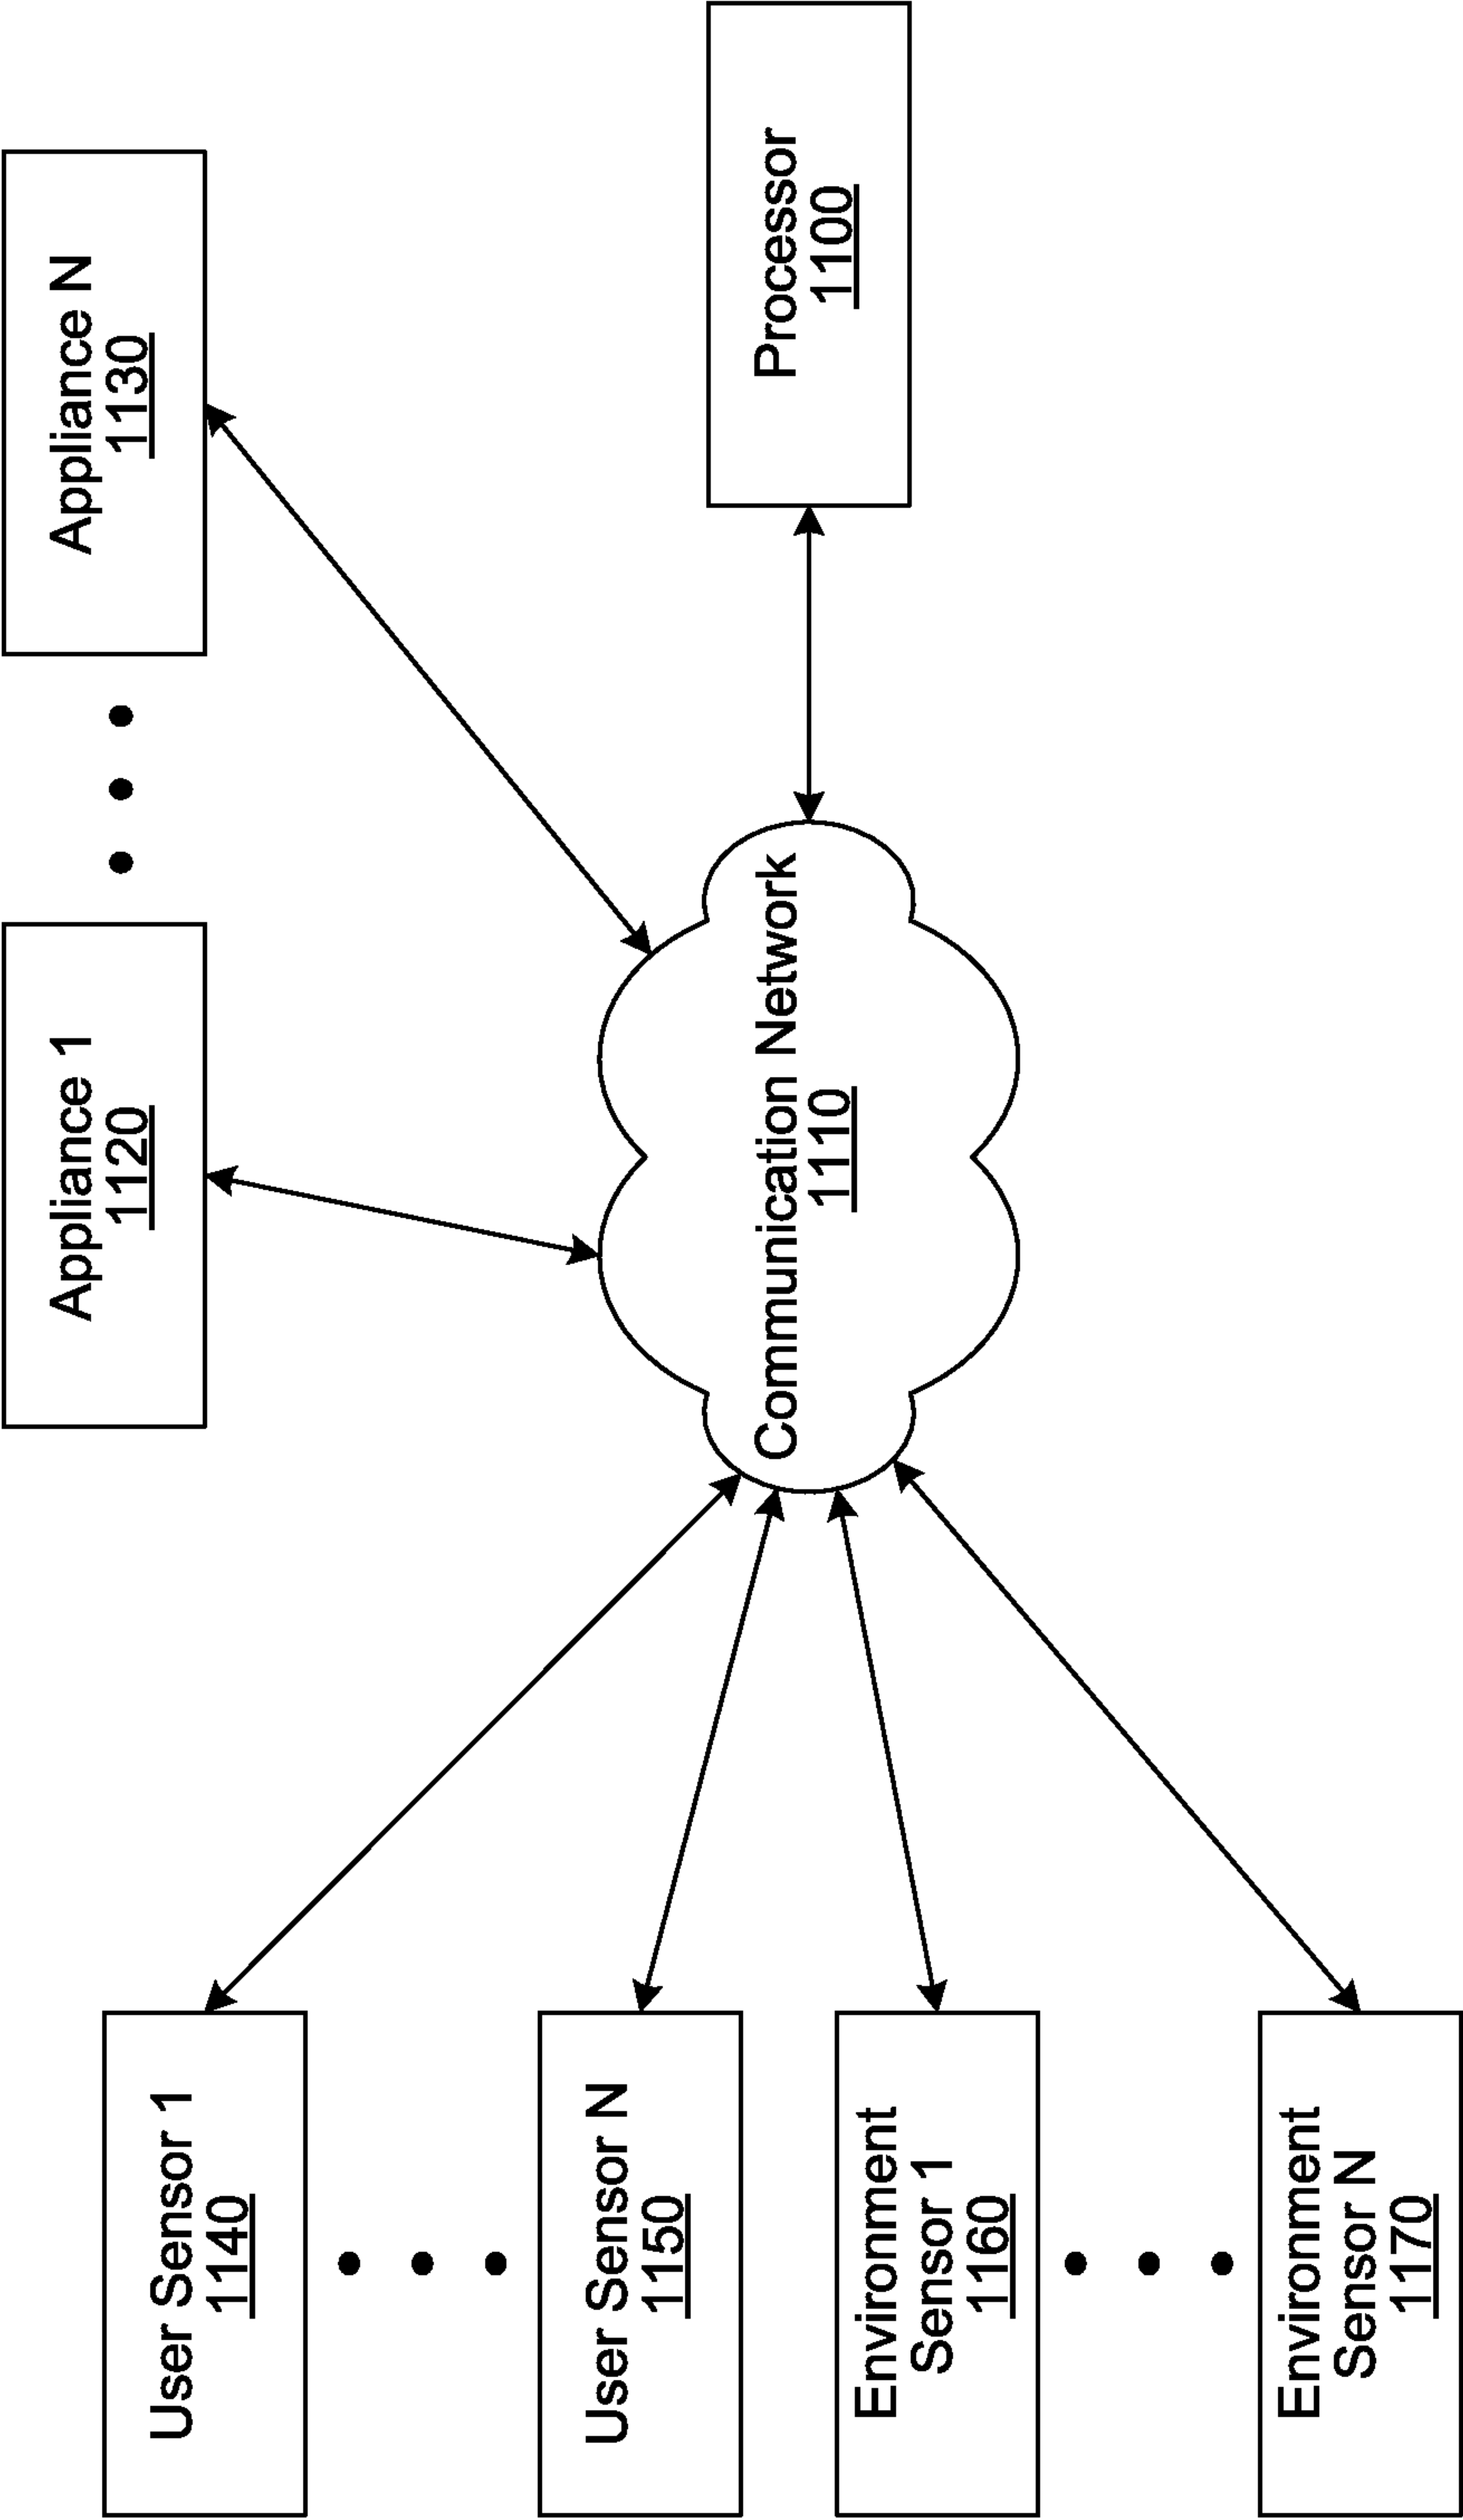 Appliance 1
1120
Appliance N
1130
User Sensor 1
1140
User Sensor N
1150
Communication Network
1110
Processor
1100
Environment
Sensor 1
1160
Environment
Sensor N
1170